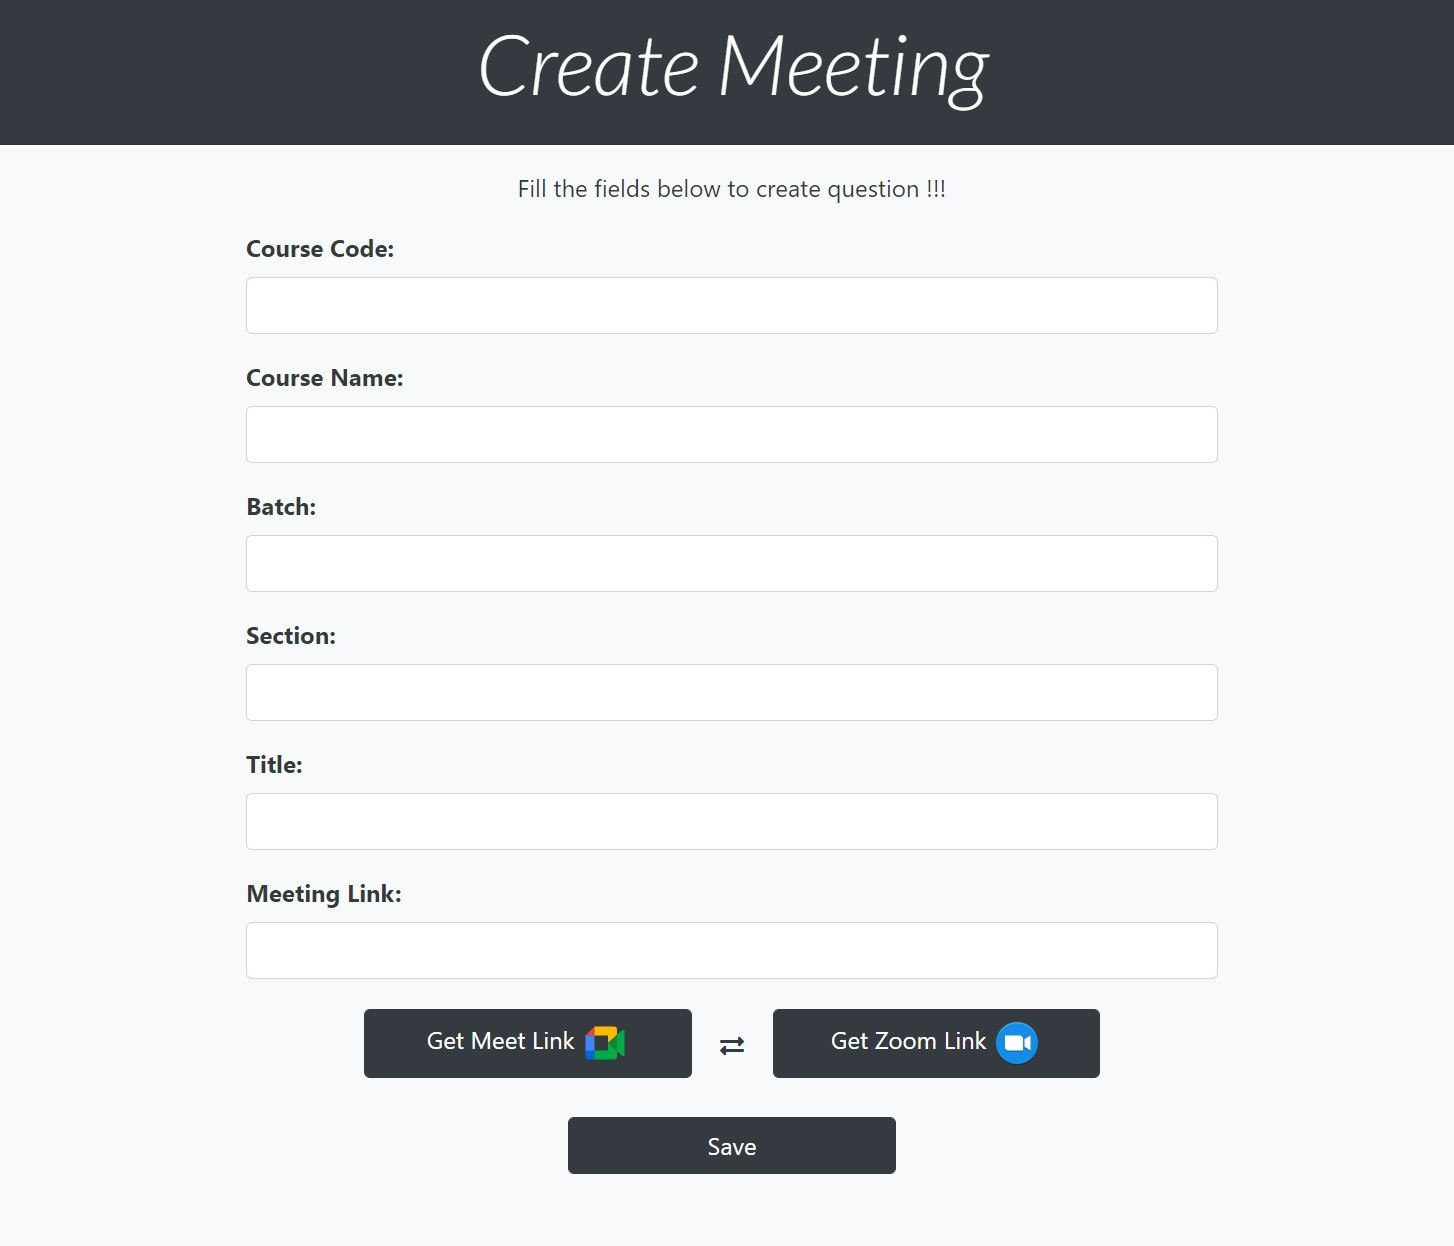 Create Meeting
Fill the fields below to create question !!!
Course Code:
Course Name:
Batch:
Section:
Title:
Meeting Link:
Get Meet Link
Get Zoom Link
Save